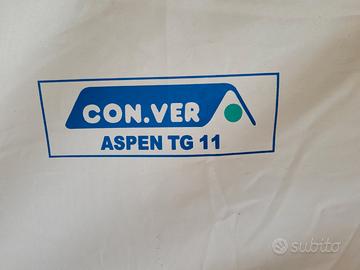 CON.VER
ASPEN TG 11
subito